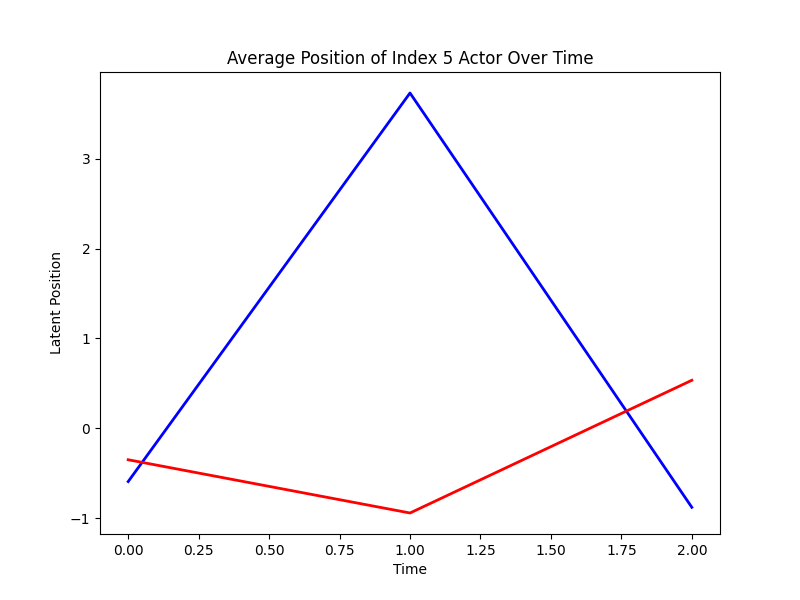 Average Position of Index 5 Actor Over Time
Latent Position
3
2
1
0
−1
0.00 0.25 0.50 0.75 1.00 1.25 1.50 1.75 2.00
Time